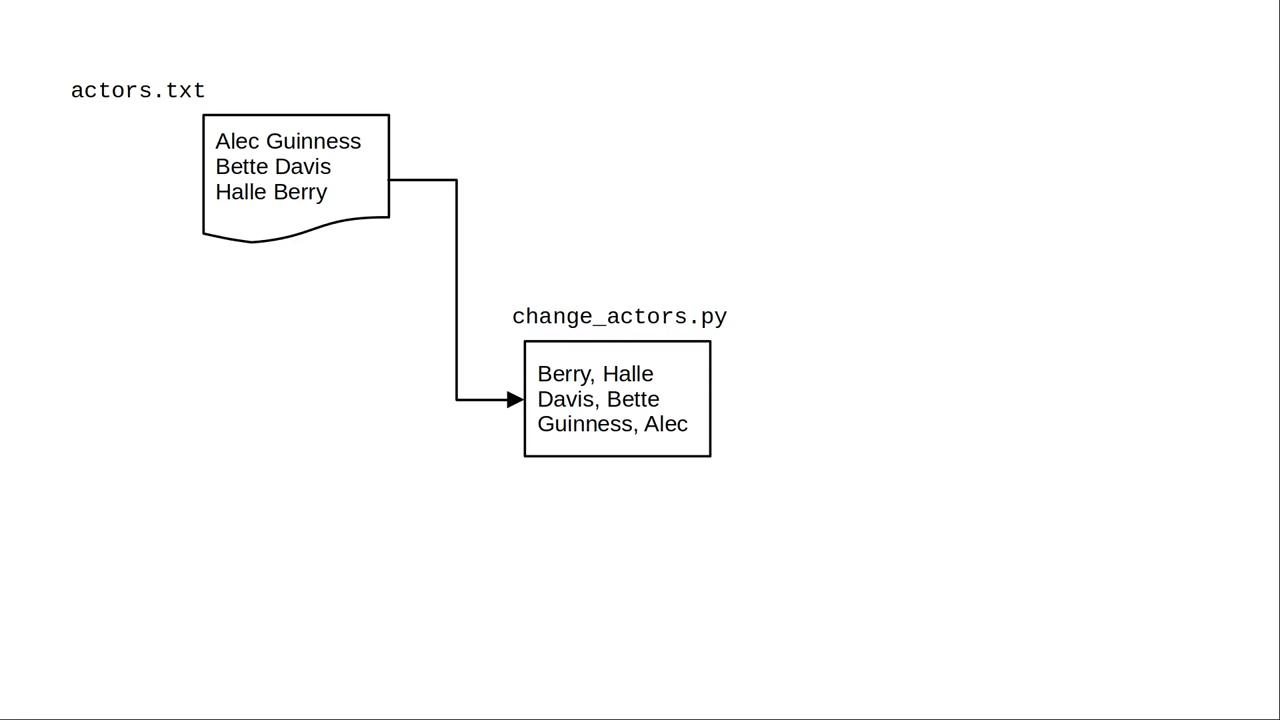 actors.txt
Alec Guinness
Bette Davis
Halle Berry
change_actors.py
Berry, Halle
Davis, Bette
Guinness, Alec